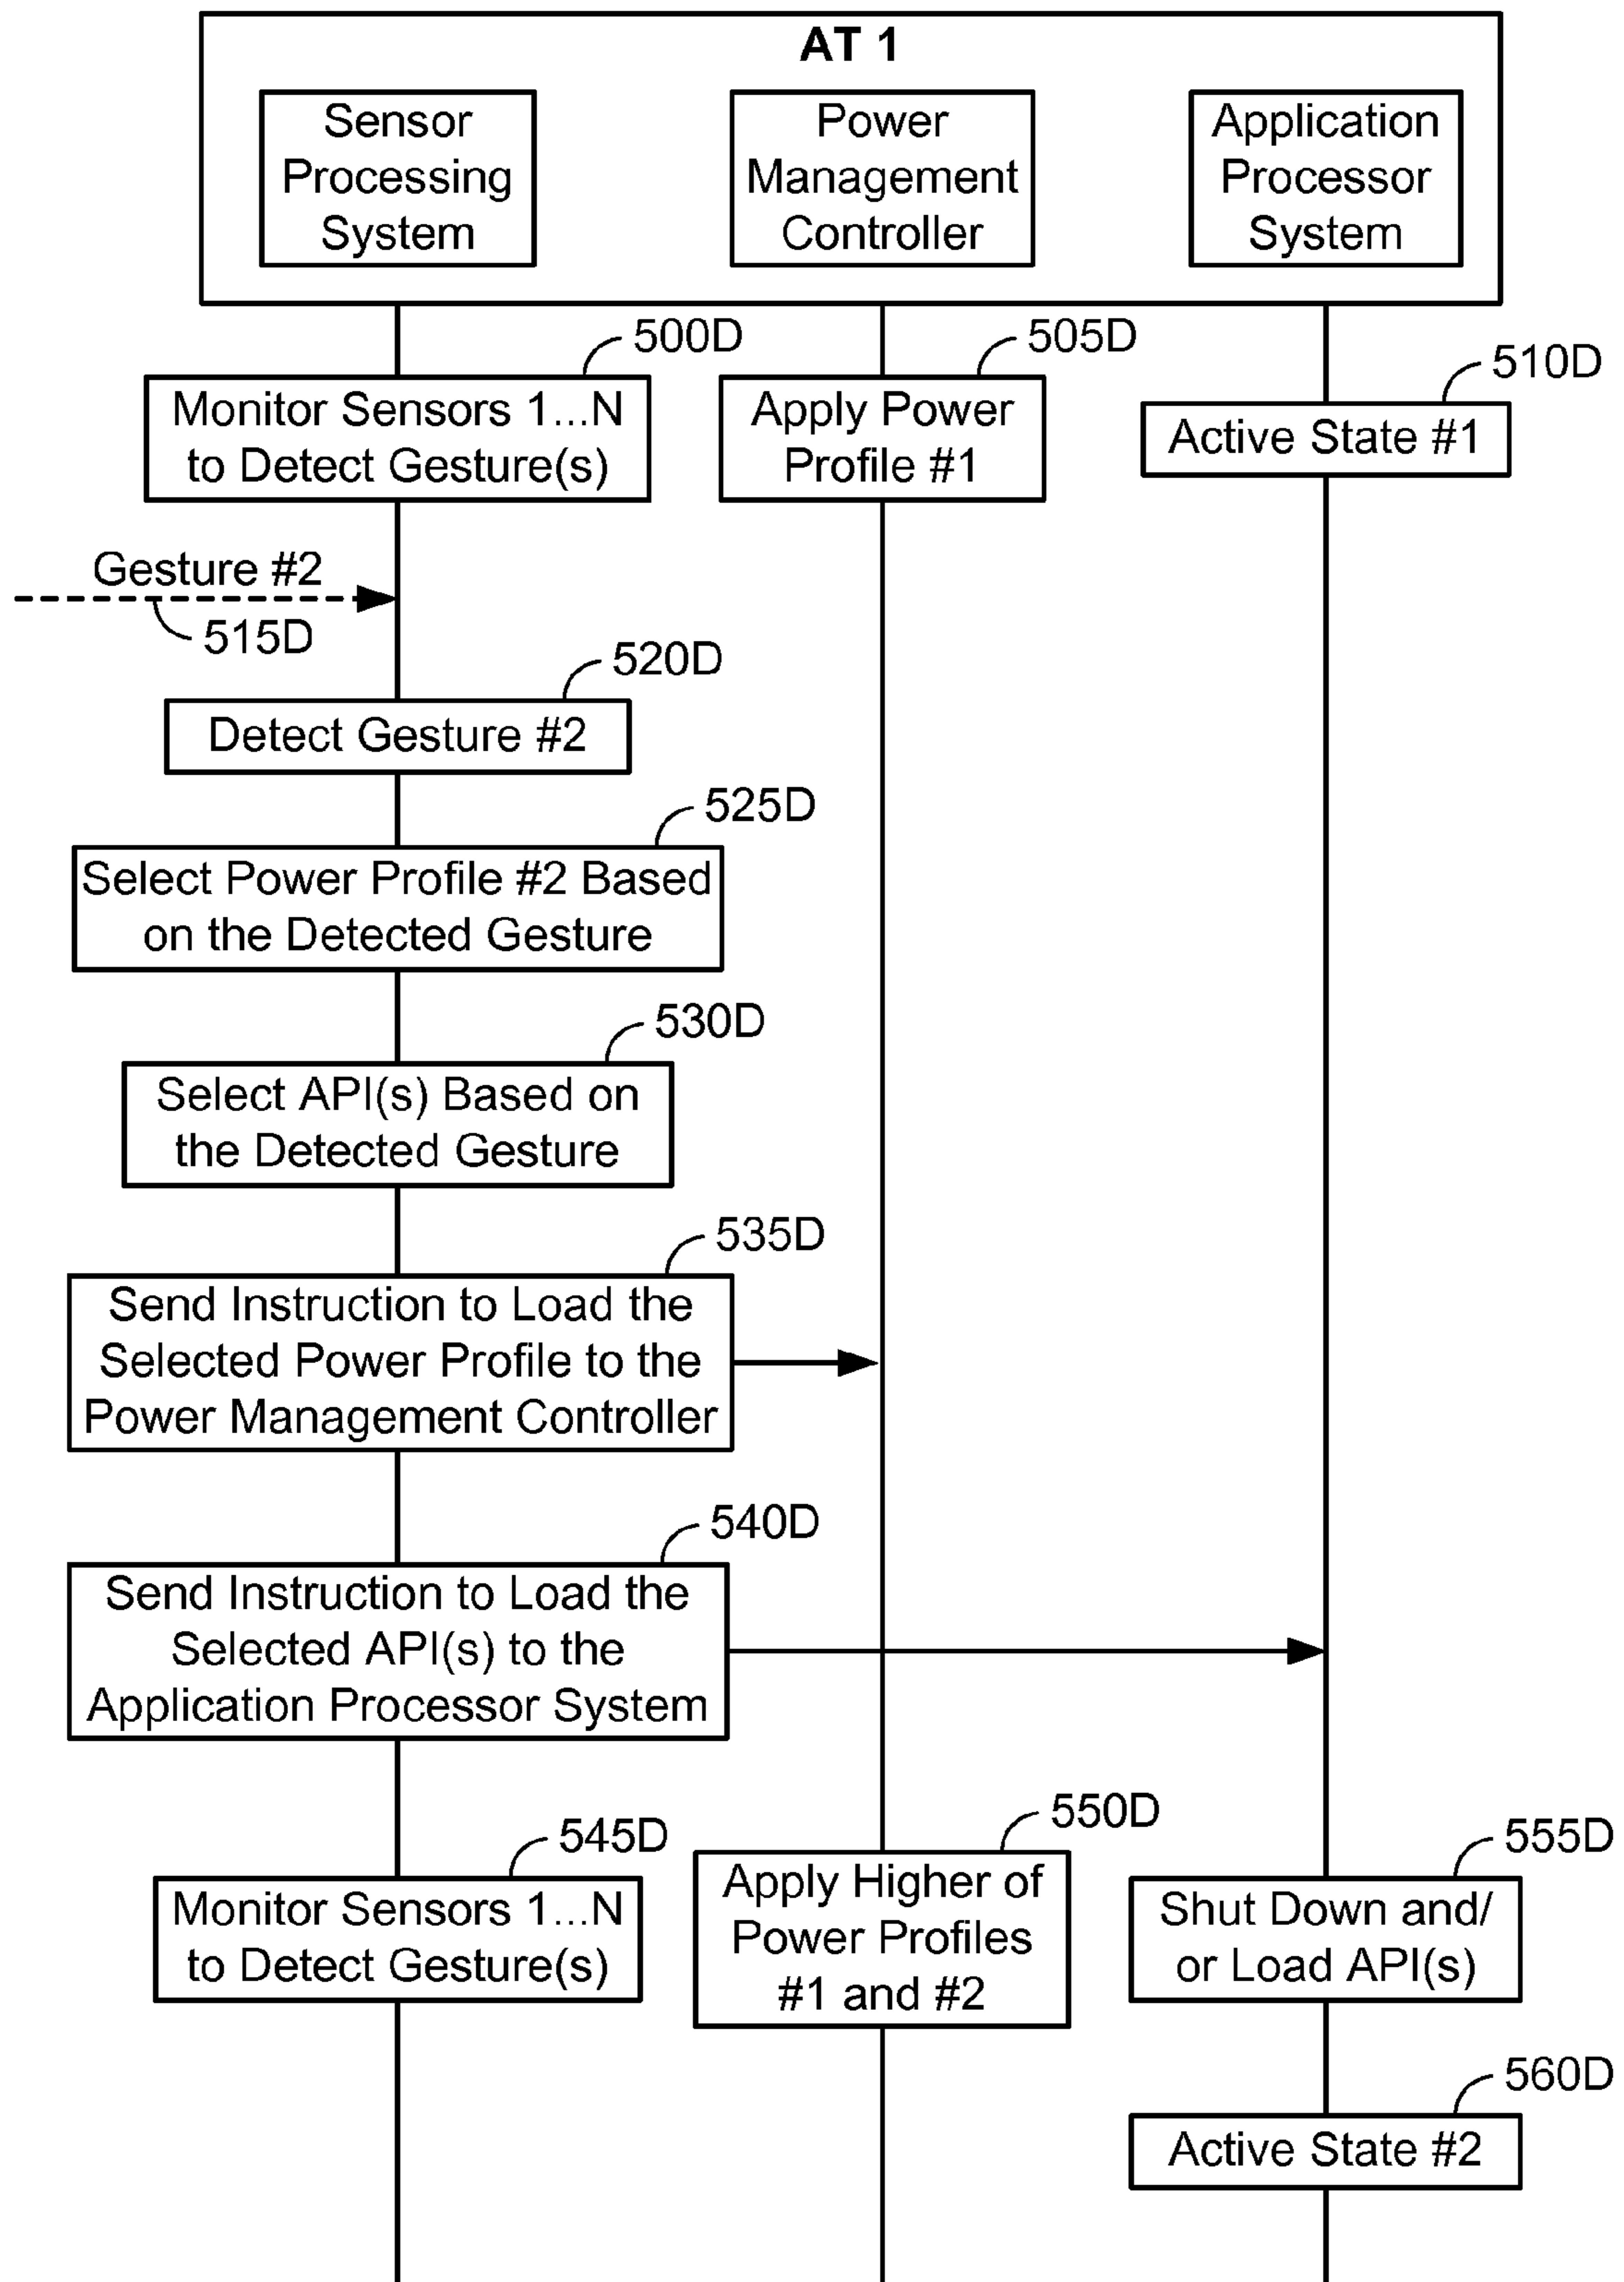 AT 1
Sensor
Processing
System
Power
Management
Controller
Application
Processor
System
500D
505D
510D
Monitor Sensors 1...N
to Detect Gesture(s)
Apply Power
Profile #1
Active State #1
Gesture #2
515D
520D
Detect Gesture #2
525D
Select Power Profile #2 Based
on the Detected Gesture
530D
Select API(s) Based on
the Detected Gesture
535D
Send Instruction to Load the
Selected Power Profile to the
Power Management Controller
540D
Send Instruction to Load the
Selected API(s) to the
Application Processor System
545D
550D
555D
Monitor Sensors 1...N
to Detect Gesture(s)
Apply Higher of
Power Profiles
#1 and #2
Shut Down and/
or Load API(s)
560D
Active State #2